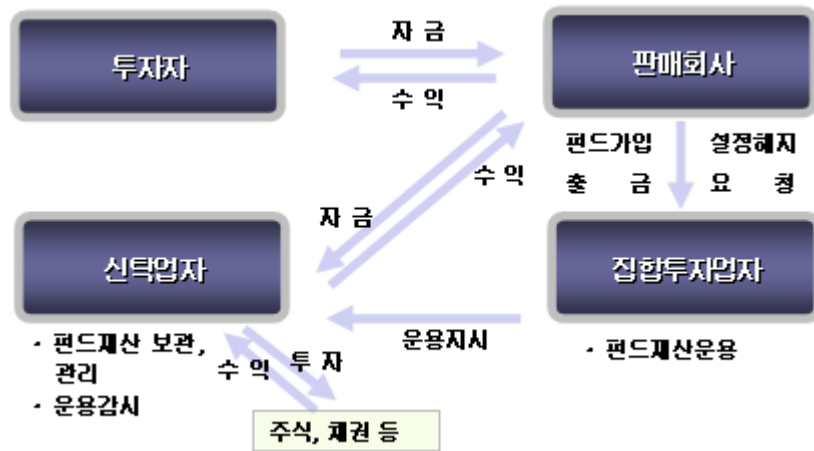 자 금
투자자
판매회사
수 익
펀드가입 설정해지
출 금 요 청
수 익
자 금
신탁업자
집합투자업자
운용지시
· 펀드재산 보관,
관리
· 운용감시
수 익
투 자
· 펀드재산운용
주식, 채권 등